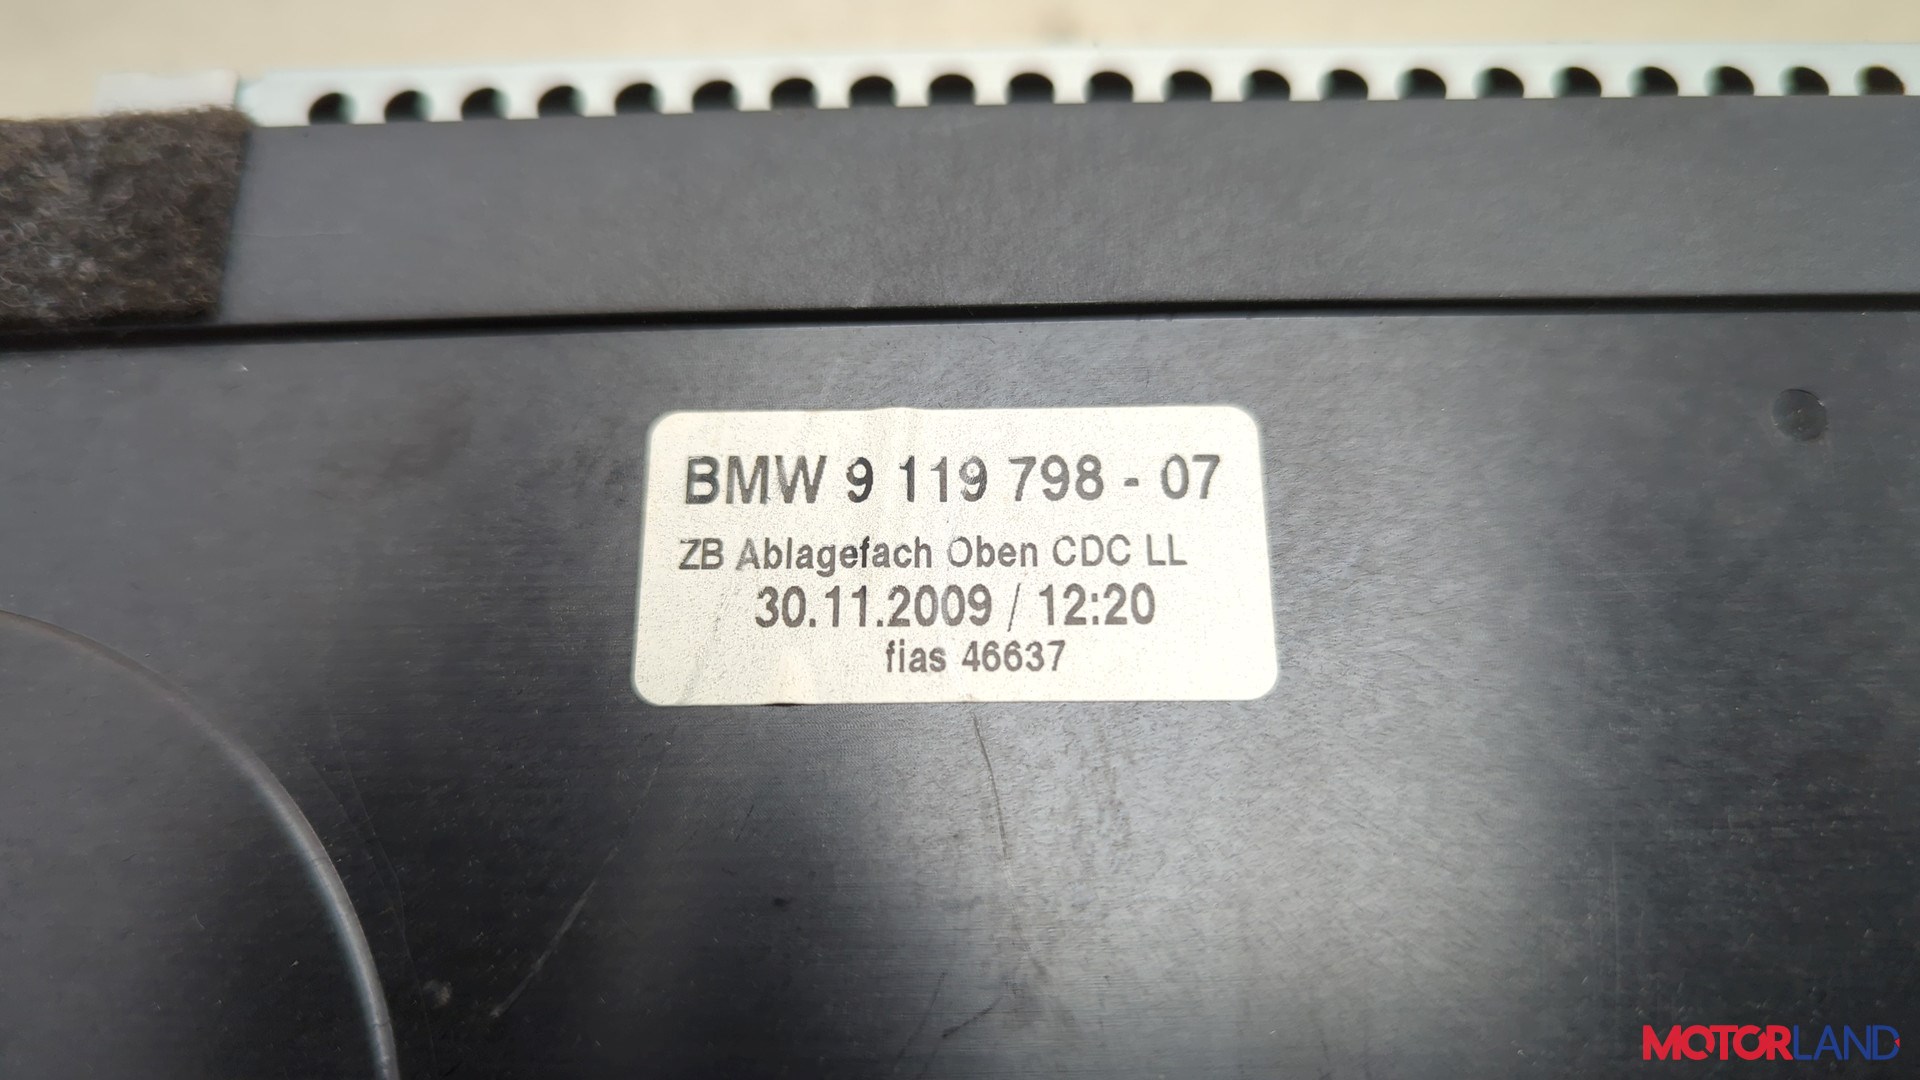 BMW 9 119 798 - 07
ZB Ablagefach Oben CDC LL
30.11.2009 / 12:20
fias 46637
MOTORLAND